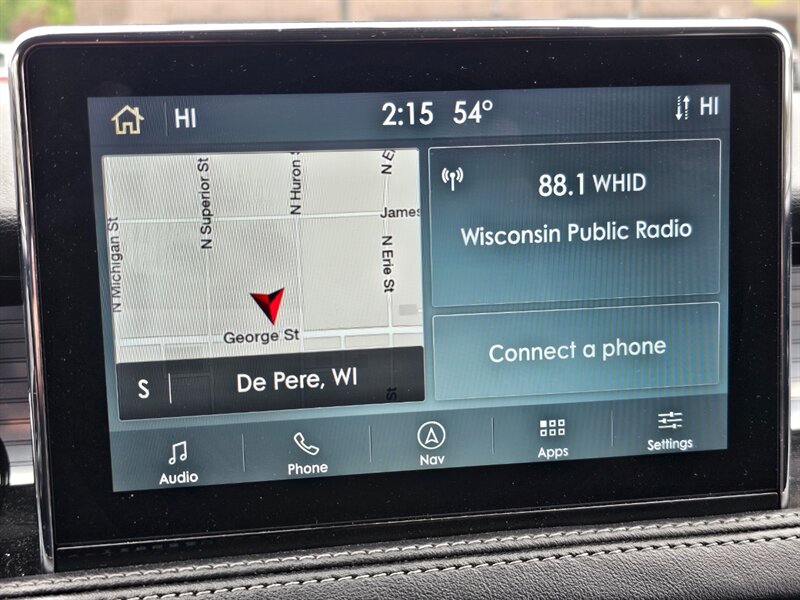 HI
2:15 54°
HI
N Michigan St
N Superior St
N Huron
N E
James
N Erie St
George St
St
S
De Pere, WI
88.1 WHID
Wisconsin Public Radio
Connect a phone
Audio
Phone
Nav
Apps
Settings